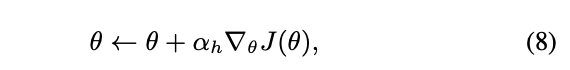 θ ← θ + α_h ∇_θ J(θ), (8)